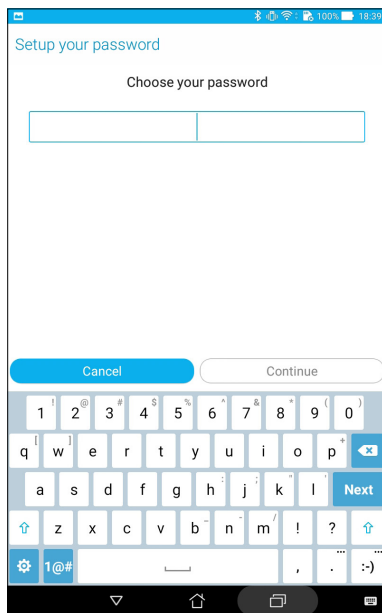 100% 18:39
Setup your password
Choose your password
Cancel Continue
! @ # $ % ^ & * ( )
1 2 3 4 5 6 7 8 9 0
[ ] +
q w e r t y u i o p
: ; " '
a s d f g h j k l Next
- ~ /
z x c v b n m ! ?
1@# , . ... :-) ...